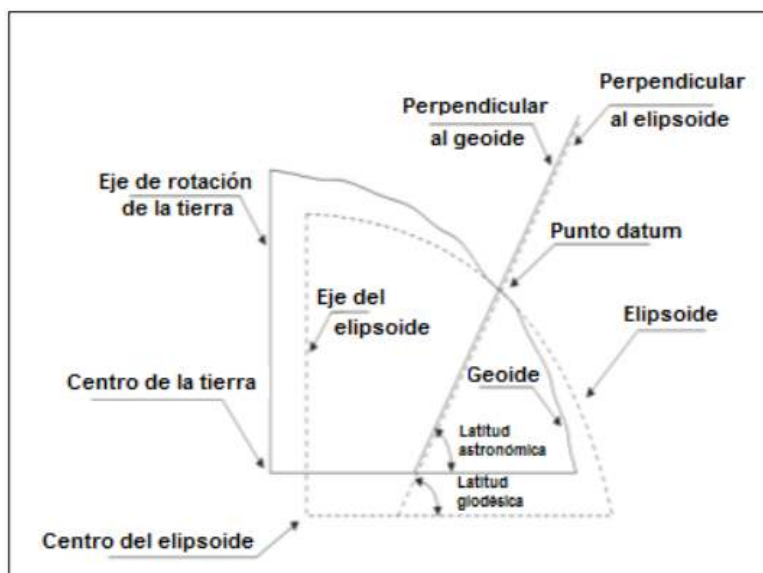 Perpendicular
al elipsoide
Perpendicular
al geoide
Eje de rotación
de la tierra
Punto datum
Eje del
elipsoide
Elipsoide
Centro de la tierra
Geoide
Latitud
astronómica
Latitud
glodèsica
Centro del elipsoide